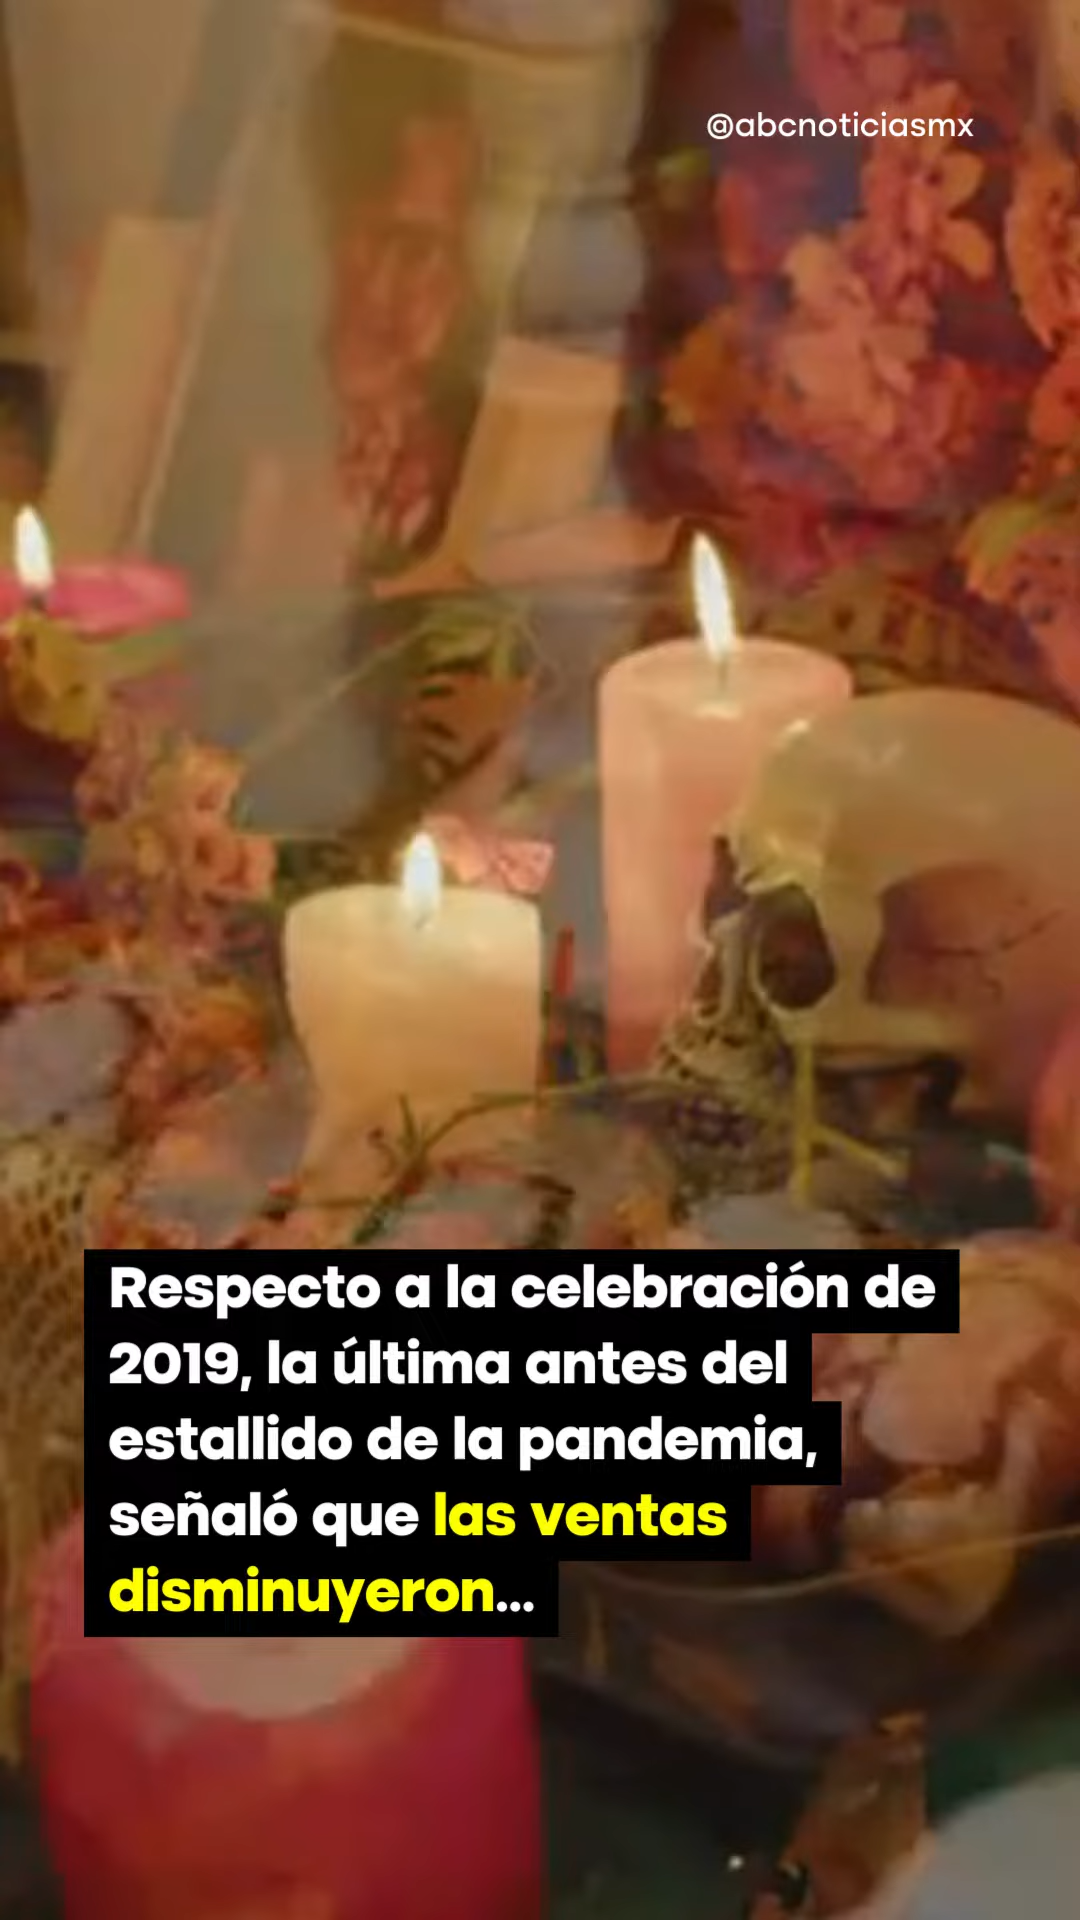 @abcnoticiasmx
Respecto a la celebración de
2019, la última antes del
estallido de la pandemia,
señaló que las ventas
disminuyeron...